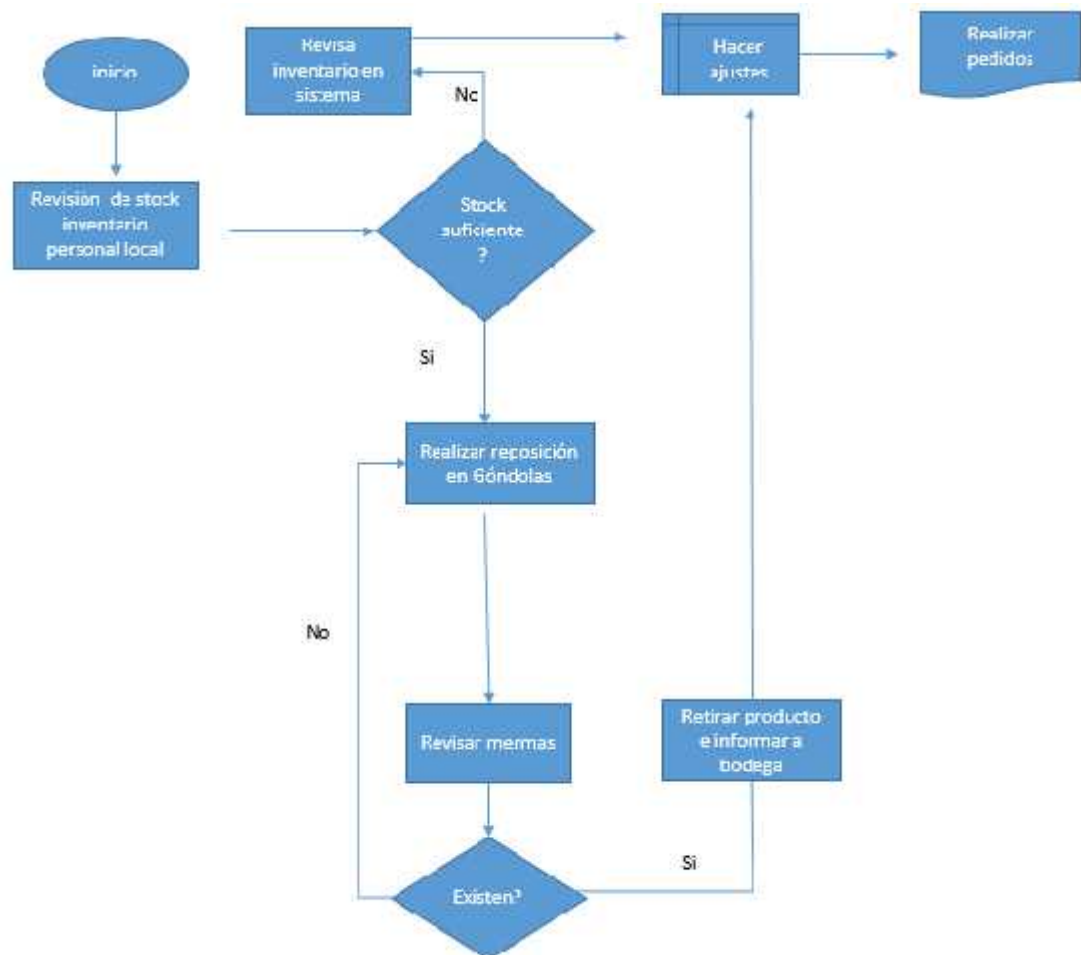 inicio
Revisión de stock
inventario
personal local
Revisa
inventario en
sistema
No
Stock
suficiente
?
Hacer
ajustes
Realizar
pedidos
Si
Realizar reposición
en Góndolas
No
Revisar mermas
Existen?
Si
Retirar producto
e informar a
bodega